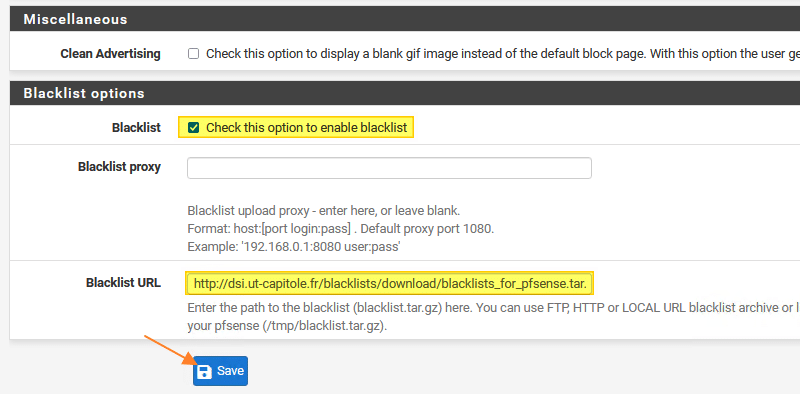 Miscellaneous
Clean Advertising Check this option to display a blank gif image instead of the default block page. With this option the user ge
Blacklist options
Blacklist Check this option to enable blacklist
Blacklist proxy
Blacklist upload proxy - enter here, or leave blank.
Format: host:[port login:pass] . Default proxy port 1080.
Example: '192.168.0.1:8080 user:pass'
Blacklist URL http://dsi.ut-capitole.fr/blacklists/download/blacklists_for_pfsense.tar.
Enter the path to the blacklist (blacklist.tar.gz) here. You can use FTP, HTTP or LOCAL URL blacklist archive or l
your pfsense (/tmp/blacklist.tar.gz).
Save